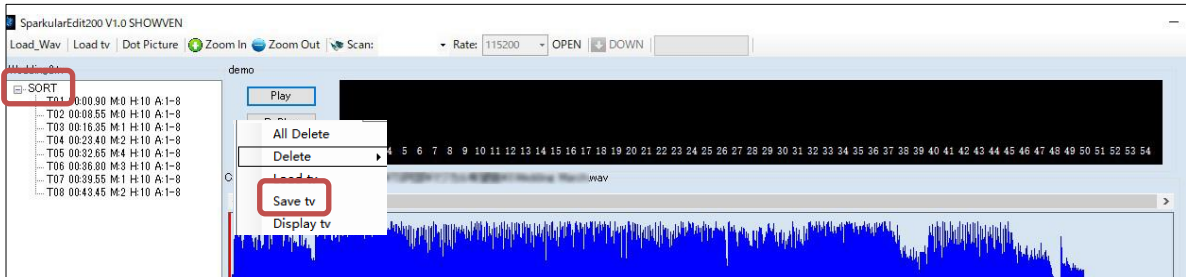 SparkularEdit200 V1.0 SHOWVEN
Load_Wav Load tv Dot Picture Zoom In Zoom Out Scan: Rate: 115200 OPEN DOWN
demo
SORT
T01 00:00.90 M:0 H:10 A:1-8
T02 00:08.55 M:0 H:10 A:1-8
T03 00:16.35 M:1 H:10 A:1-8
T04 00:23.40 M:2 H:10 A:1-8
T05 00:32.65 M:4 H:10 A:1-8
T06 00:36.80 M:3 H:10 A:1-8
T07 00:39.55 M:1 H:10 A:1-8
T08 00:43.45 M:2 H:10 A:1-8
Play
All Delete
Delete
Load tv
Save tv
Display tv
4 5 6 7 8 9 10 11 12 13 14 15 16 17 18 19 20 21 22 23 24 25 26 27 28 29 30 31 32 33 34 35 36 37 38 39 40 41 42 43 44 45 46 47 48 49 50 51 52 53 54
.wav